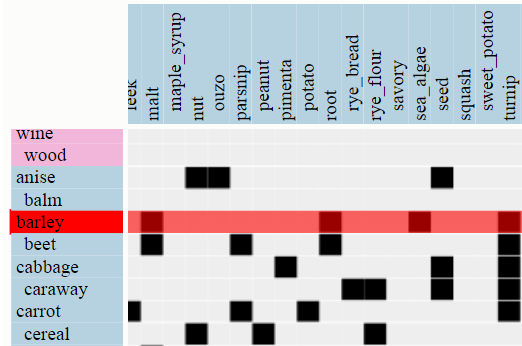 leek
malt
maple_syrup
nut
ouzo
parsnip
peanut
pimenta
potato
root
rye_bread
rye_flour
savory
sea_algae
seed
squash
sweet_potato
turnip
wine
wood
anise
balm
barley
beet
cabbage
caraway
carrot
cereal